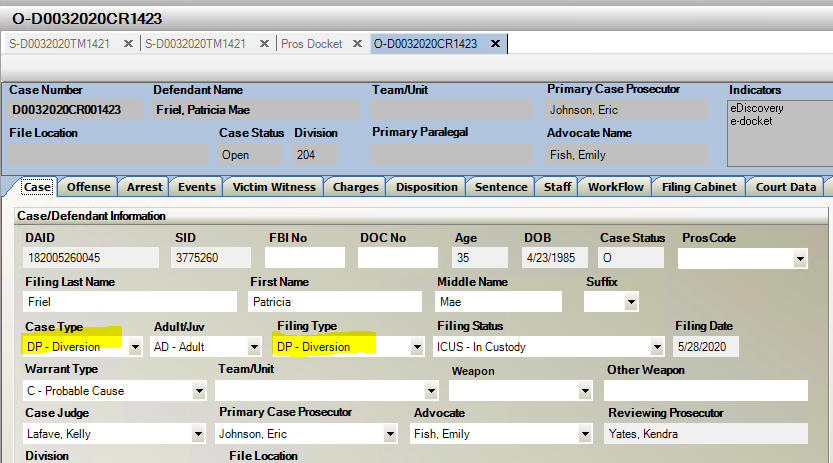 O-D0032020CR1423
S-D0032020TM1421 × S-D0032020TM1421 × Pros Docket × O-D0032020CR1423 ×
Case Number Defendant Name Team/Unit Primary Case Prosecutor Indicators
D0032020CR001423 Friel, Patricia Mae Johnson, Eric eDiscovery
e-docket
File Location Case Status Division Primary Paralegal Advocate Name
Open 204 Fish, Emily
Case Offense Arrest Events Victim Witness Charges Disposition Sentence Staff WorkFlow Filing Cabinet Court Data
Case/Defendant Information
DAID SID FBI No DOC No Age DOB Case Status ProsCode
182005260045 3775260 35 4/23/1985 O
Filing Last Name First Name Middle Name Suffix
Friel Patricia Mae
Case Type Adult/Juv Filing Type Filing Status Filing Date
DP - Diversion AD - Adult DP - Diversion ICUS - In Custody 5/28/2020
Warrant Type Team/Unit Weapon Other Weapon
C - Probable Cause
Case Judge Primary Case Prosecutor Advocate Reviewing Prosecutor
Lafave, Kelly Johnson, Eric Fish, Emily Yates, Kendra
Division File Location